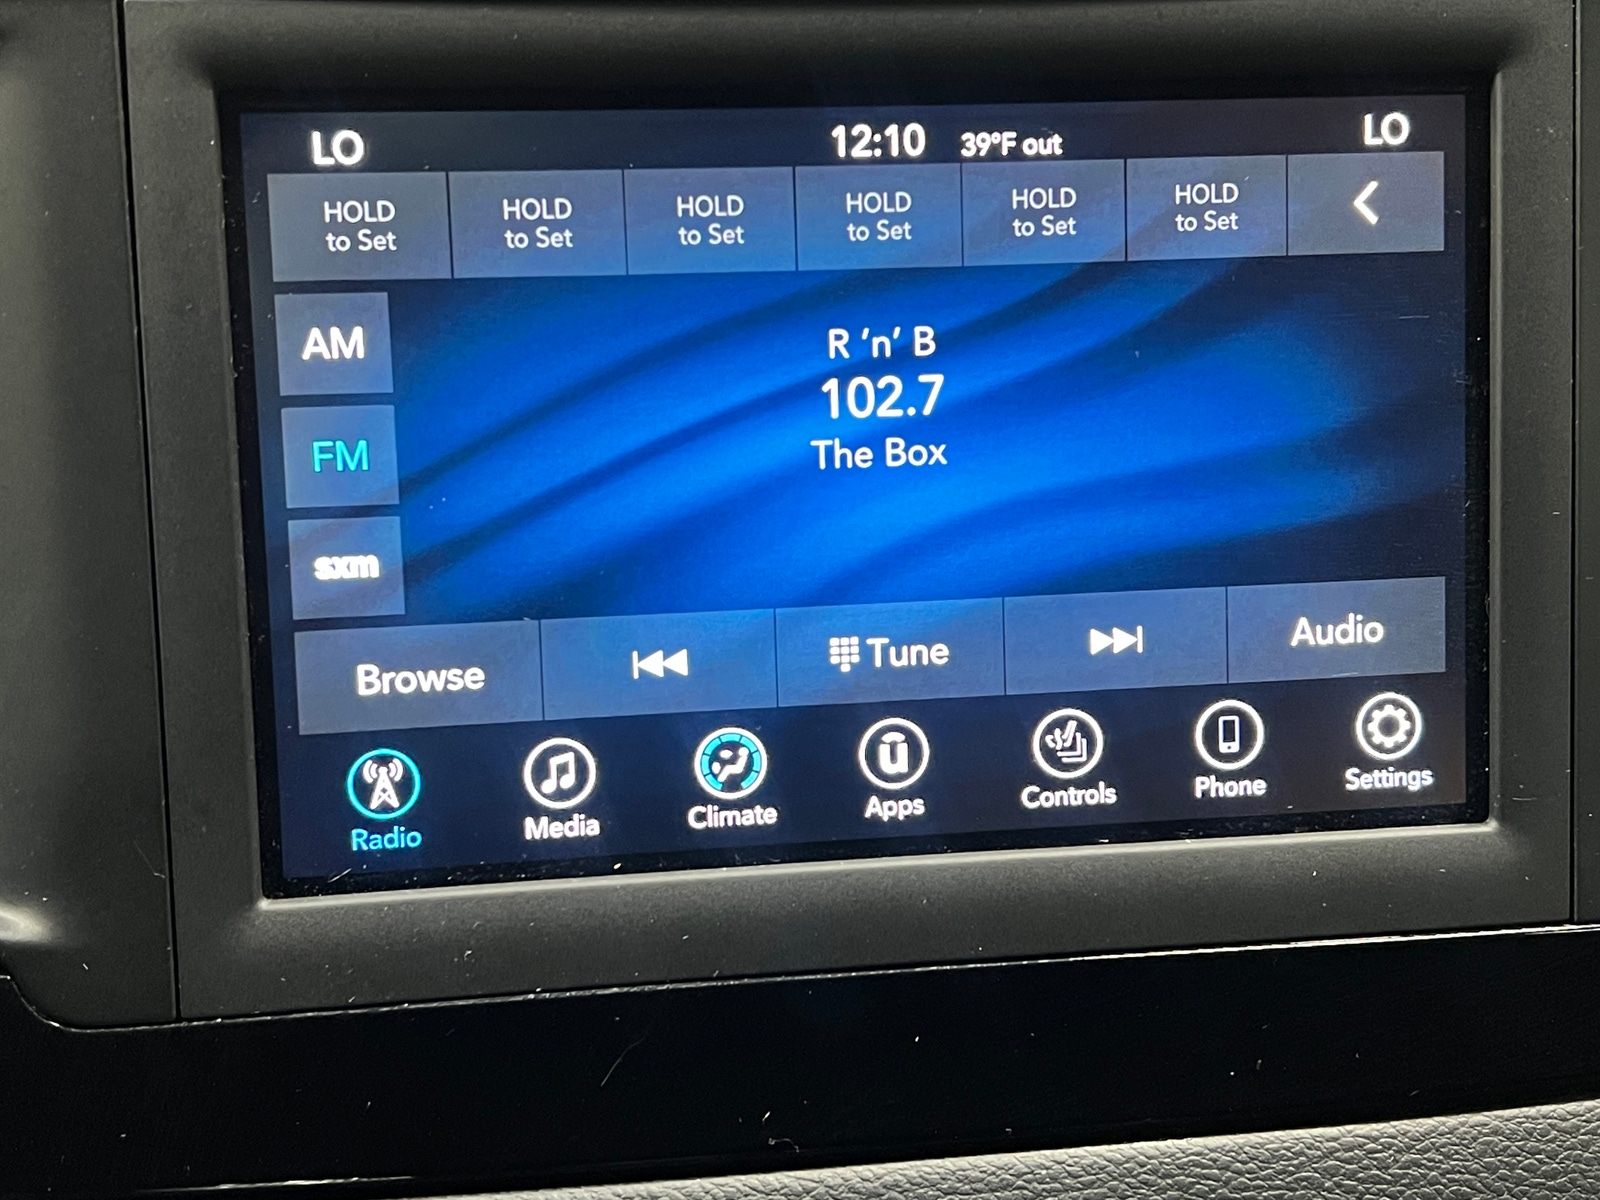 LO 12:10 39°F out LO
HOLD to Set
HOLD to Set
HOLD to Set
HOLD to Set
HOLD to Set
HOLD to Set
AM
R 'n' B
102.7
FM
The Box
sxm
Browse
Tune
Audio
Radio
Media
Climate
Apps
Controls
Phone
Settings